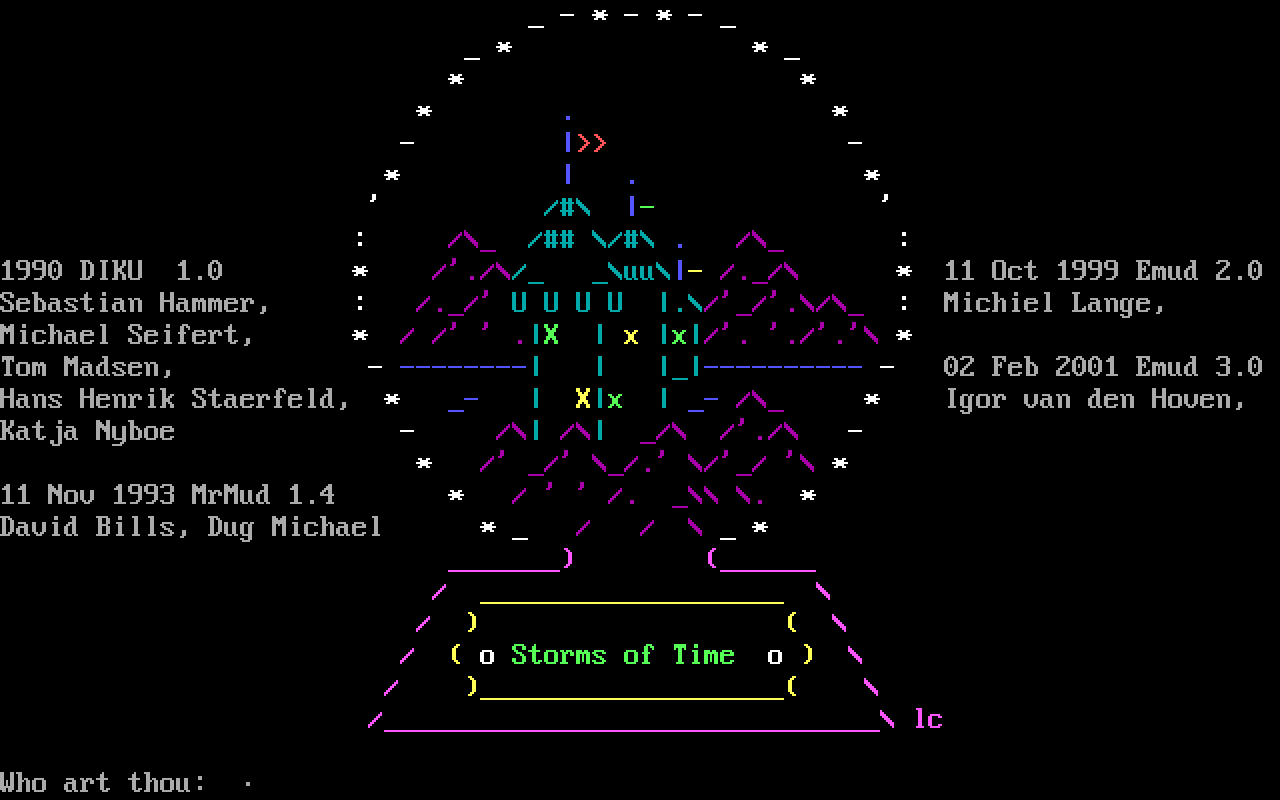 1990 DIKU  1.0
Sebastian Hammer,
Michael Seifert,
Tom Madsen,
Hans Henrik Staerfeld,
Katja Nyboe
11 Nov 1993 MrMud 1.4
David Bills, Dug Michael
11 Oct 1999 Emud 2.0
Michiel Lange,
02 Feb 2001 Emud 3.0
Igor van den Hoven,
o Storms of Time  o
lc
Who art thou:  .